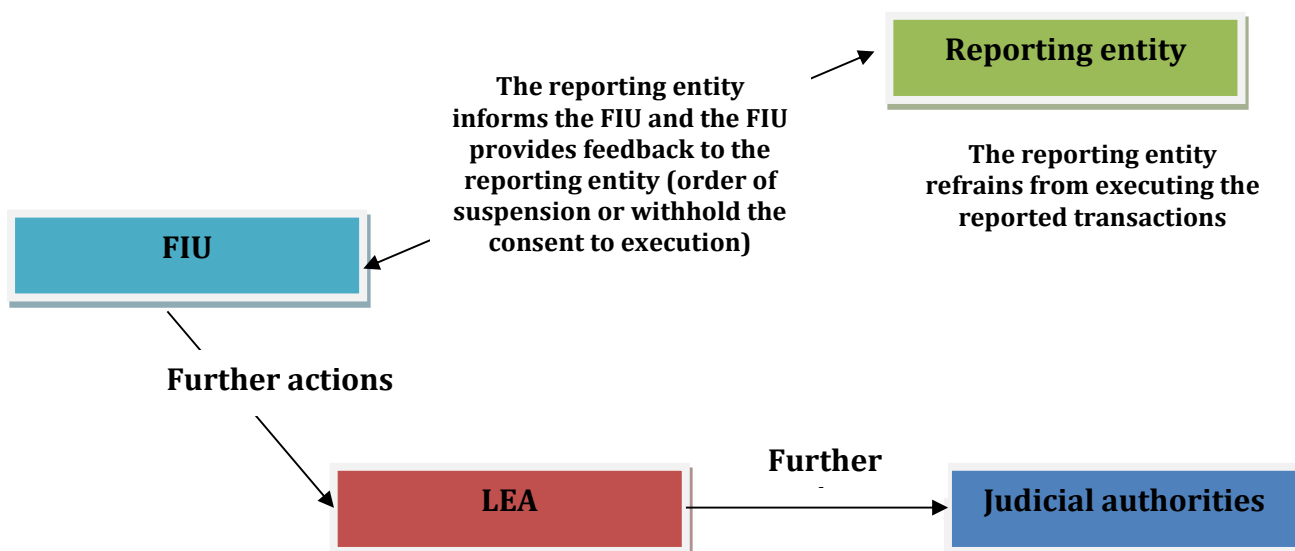 Reporting entity
The reporting entity
informs the FIU and the FIU
provides feedback to the
reporting entity (order of
suspension or withhold the
consent to execution)
The reporting entity
refrains from executing the
reported transactions
FIU
Further actions
LEA
Further
Judicial authorities